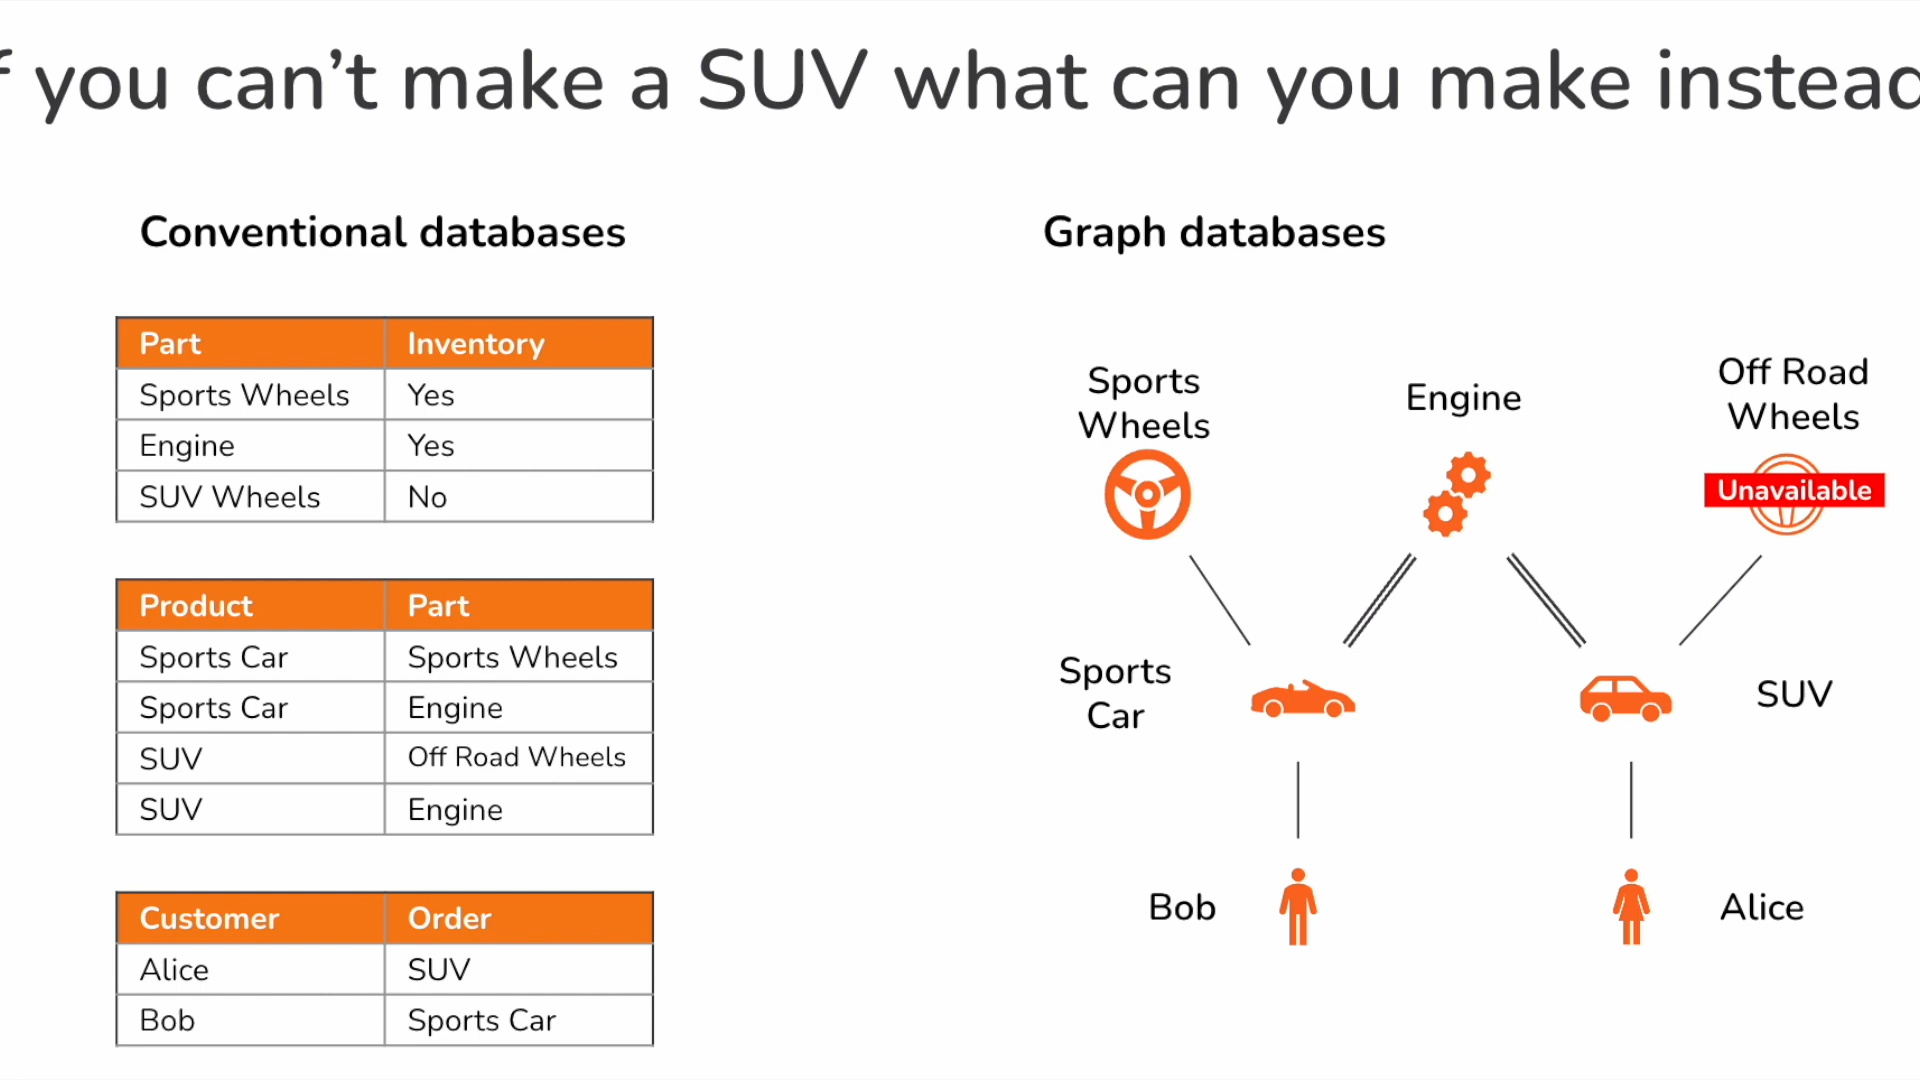 f you can’t make a SUV what can you make instead
Conventional databases
Part Inventory
Sports Wheels Yes
Engine Yes
SUV Wheels No
Product Part
Sports Car Sports Wheels
Sports Car Engine
SUV Off Road Wheels
SUV Engine
Customer Order
Alice SUV
Bob Sports Car
Graph databases
Sports
Wheels
Engine
Off Road
Wheels
Unavailable
Sports
Car
SUV
Bob
Alice